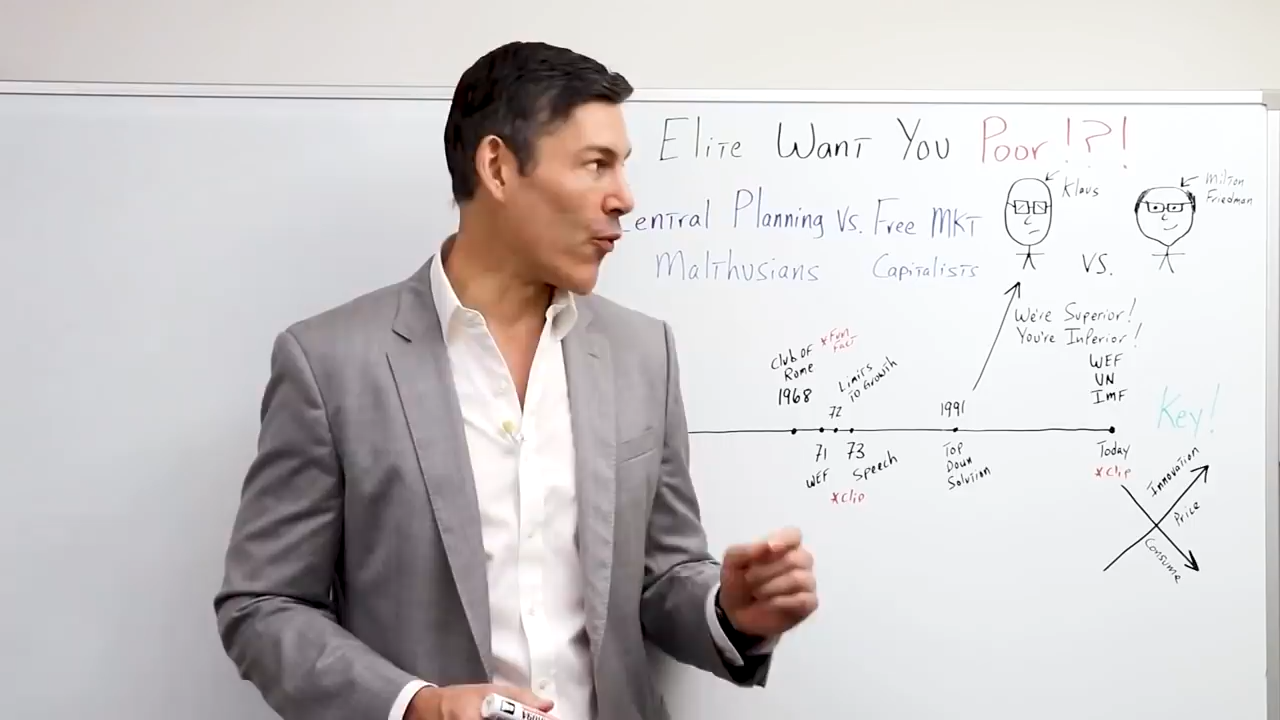 Elite Want You Poor!?!
entral Planning Vs. Free MKT
Malthusians Capitalists
Klaus
Milton
Friedman
VS.
We're Superior!
You're Inferior!
WEF
UN
IMF
Club of
Rome
1968
*Fun
Fact
72
Limits
To Growth
1991
71
WEF
73
Speech
*Clip
Top
Down
Solution
Today
*Clip
Key!
Innovation
Price
Consume